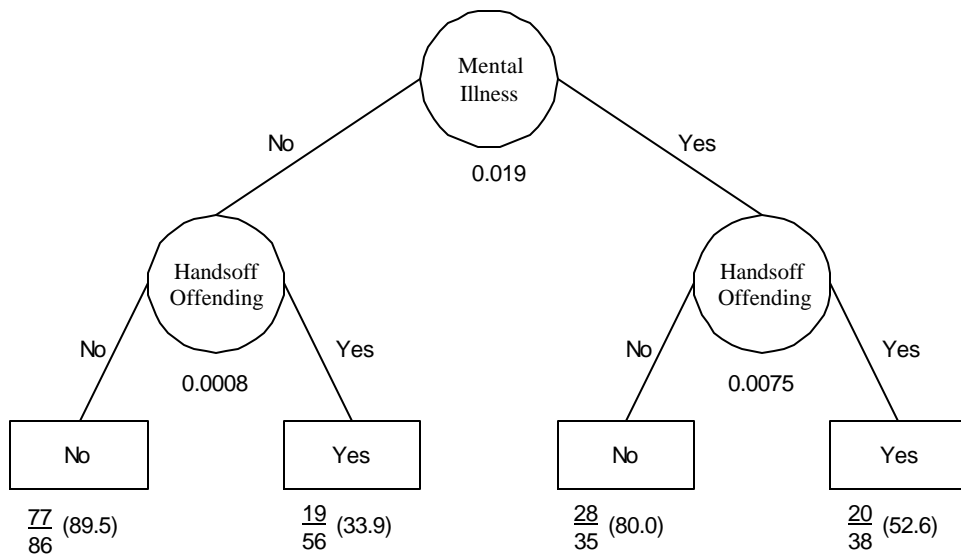 Mental
Illness
No
Yes
0.019
Handsoff
Offending
Handsoff
Offending
No
Yes
No
Yes
0.0008
0.0075
No
Yes
No
Yes
77
86
(89.5)
19
56
(33.9)
28
35
(80.0)
20
38
(52.6)